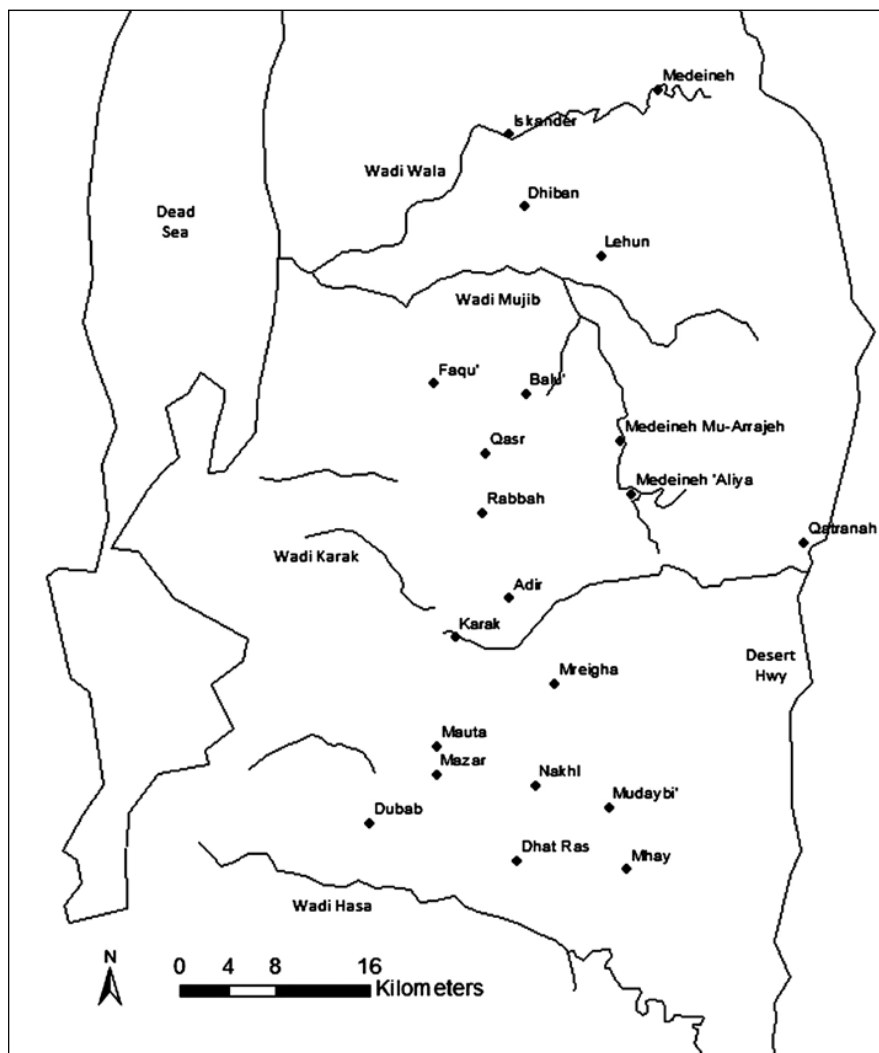 Medeineh
Iskander
Wadi Wala
Dhiban
Dead
Sea
Lehun
Wadi Mujib
Faqu'
Balu'
Medeineh Mu-Arrajeh
Qasr
Medeineh 'Aliya
Rabbah
Qatranah
Wadi Karak
Adir
Karak
Desert
Hwy
Mreigha
Mauta
Mazar
Nakhl
Mudaybi'
Dubab
Dhat Ras
Mhay
Wadi Hasa
N
0 4 8 16
Kilometers